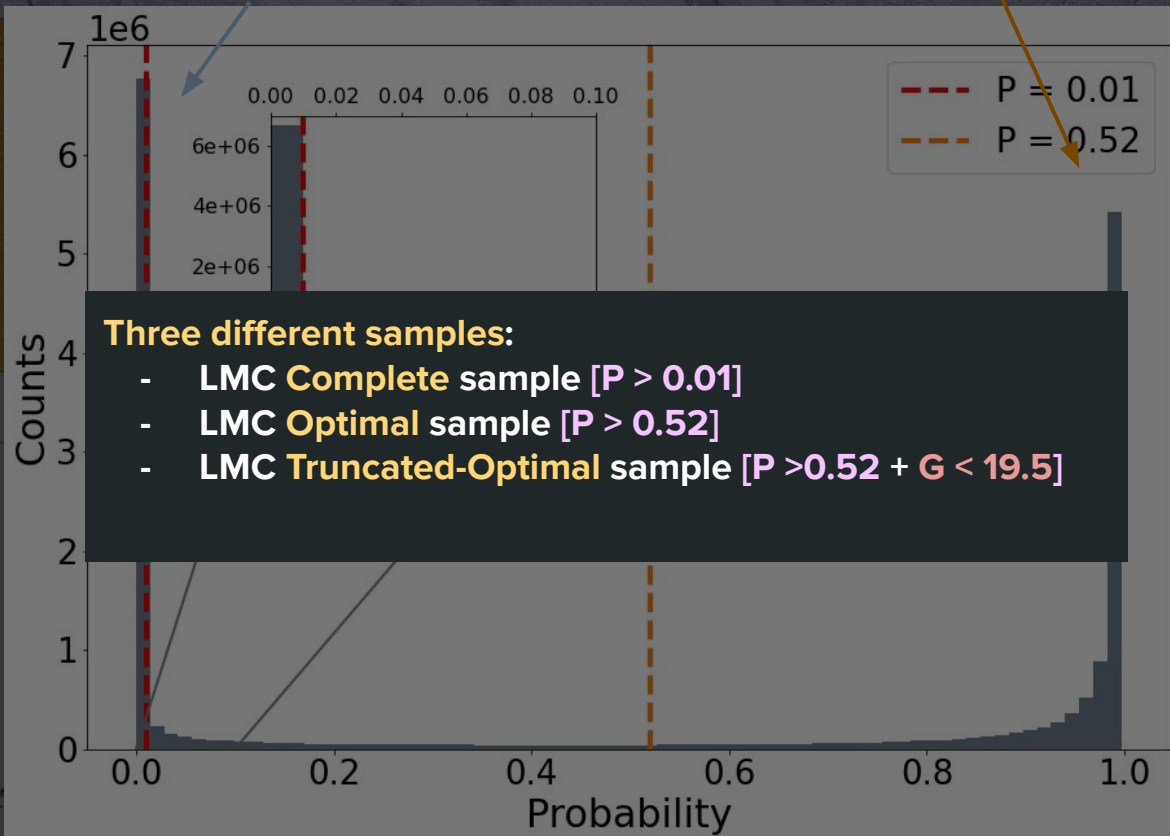 1e6
7
6
5
4
3
2
1
0
Counts
0.00 0.02 0.04 0.06 0.08 0.10
6e+06
4e+06
2e+06
P = 0.01
P = 0.52
Three different samples:
- LMC Complete sample [P > 0.01]
- LMC Optimal sample [P > 0.52]
- LMC Truncated-Optimal sample [P >0.52 + G < 19.5]
0.0 0.2 0.4 0.6 0.8 1.0
Probability